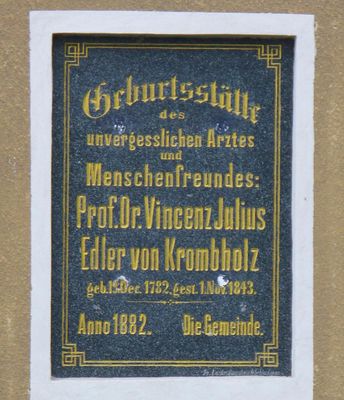 Geburtsstätte
des
unvergesslichen Arztes
und
Menschenfreundes:
Prof. Dr. Vincenz Julius
Edler von Krombholz
geb. 19. Dec. 1782. gest. 1. Nov. 1843.
Anno 1882. Die Gemeinde.